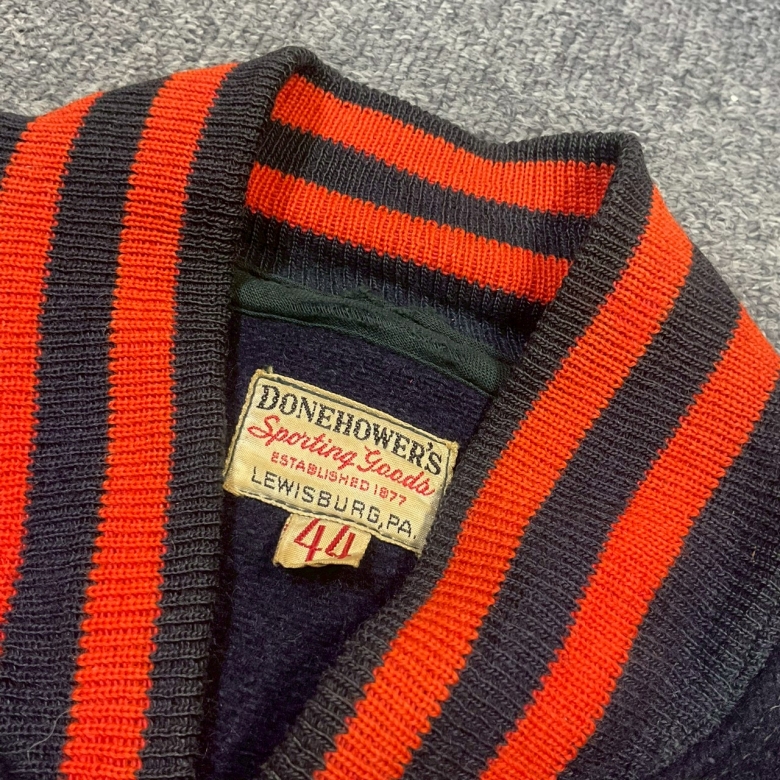 DONEHOWER'S
Sporting Goods
ESTABLISHED 1877
LEWISBURG, PA.
44